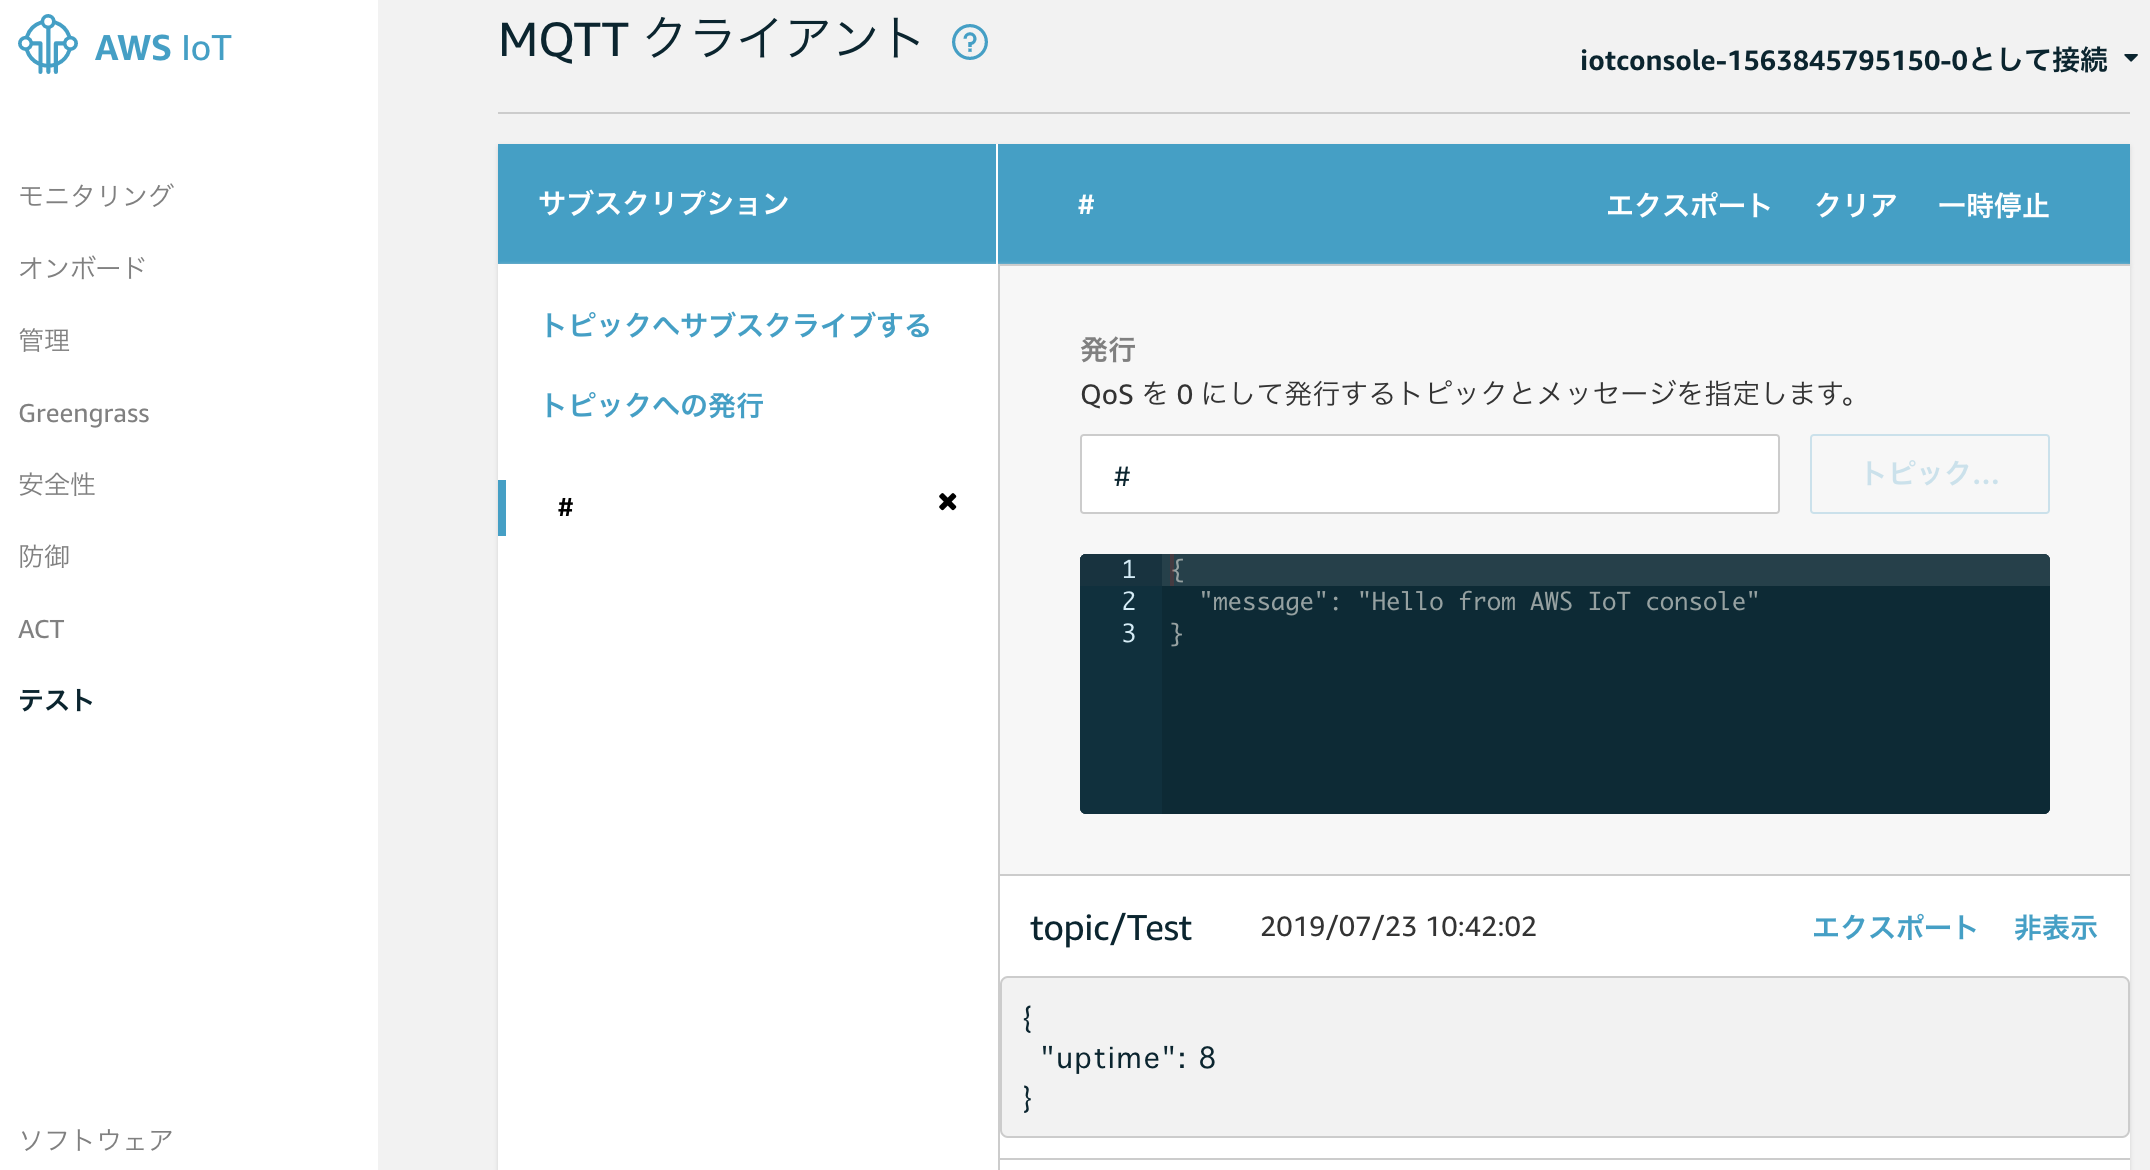 AWS IoT
モニタリング
オンボード
管理
Greengrass
安全性
防御
ACT
テスト
ソフトウェア
MQTT クライアント ?
iotconsole-1563845795150-0として接続
サブスクリプション
トピックへサブスクライブする
トピックへの発行
#
# エクスポート クリア 一時停止
発行
QoS を 0 にして発行するトピックとメッセージを指定します。
# トピック...
1 {
2 "message": "Hello from AWS IoT console"
3 }
topic/Test 2019/07/23 10:42:02 エクスポート 非表示
{
"uptime": 8
}